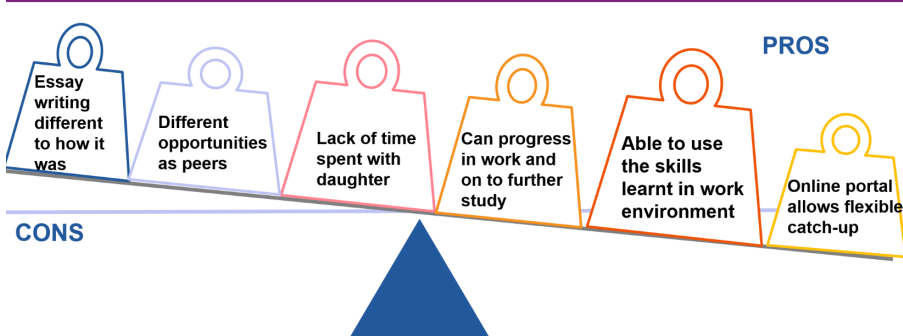 PROS
Essay
writing
different
to how it
was
Different
opportunities
as peers
Lack of time
spent with
daughter
Can progress
in work and
on to further
study
Able to use
the skills
learnt in work
environment
Online portal
allows flexible
catch-up
CONS